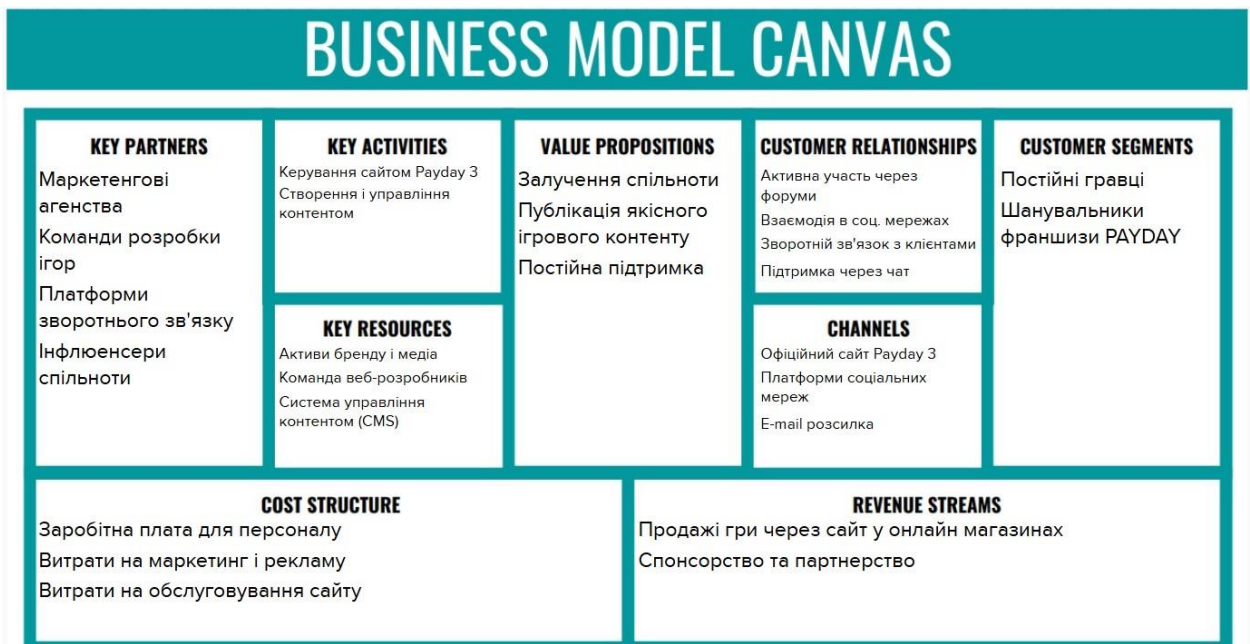 BUSINESS MODEL CANVAS
KEY PARTNERS
Маркетенгові
агенства
Команди розробки
ігор
Платформи
зворотнього зв'язку
Інфлюенсери
спільноти
KEY ACTIVITIES
Керування сайтом Payday 3
Створення і управління
контентом
KEY RESOURCES
Активи бренду і медіа
Команда веб-розробників
Система управління
контентом (CMS)
VALUE PROPOSITIONS
Залучення спільноти
Публікація якісного
ігрового контенту
Постійна підтримка
CUSTOMER RELATIONSHIPS
Активна участь через
форуми
Взаємодія в соц. мережах
Зворотній зв'язок з клієнтами
Підтримка через чат
CHANNELS
Офіційний сайт Payday 3
Платформи соціальних
мереж
E-mail розсилка
CUSTOMER SEGMENTS
Постійні гравці
Шанувальники
франшизи PAYDAY
COST STRUCTURE
Заробітна плата для персоналу
Витрати на маркетинг і рекламу
Витрати на обслуговування сайту
REVENUE STREAMS
Продажі гри через сайт у онлайн магазинах
Спонсорство та партнерство